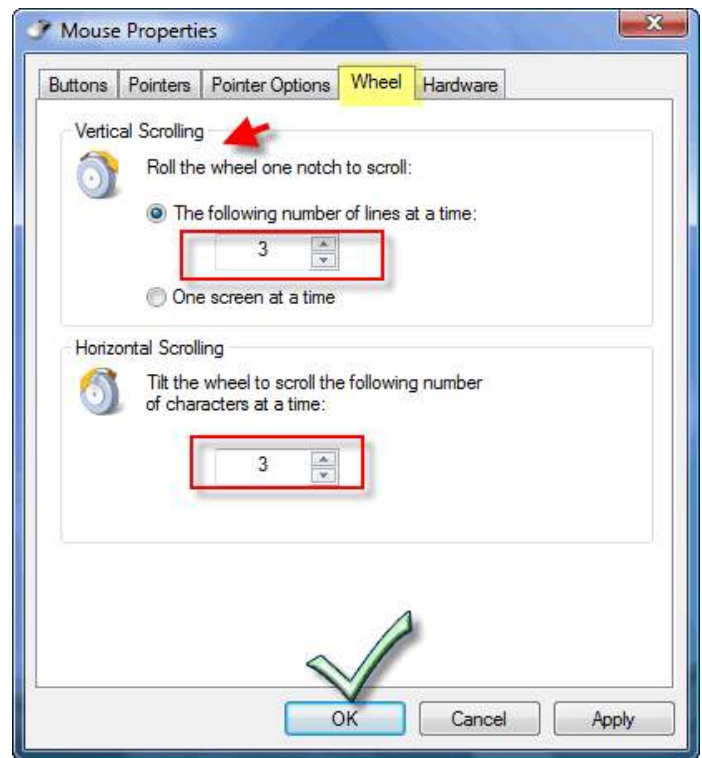 Mouse Properties
Buttons Pointers Pointer Options Wheel Hardware
Vertical Scrolling
Roll the wheel one notch to scroll:
The following number of lines at a time:
3
One screen at a time
Horizontal Scrolling
Tilt the wheel to scroll the following number
of characters at a time:
3
OK Cancel Apply